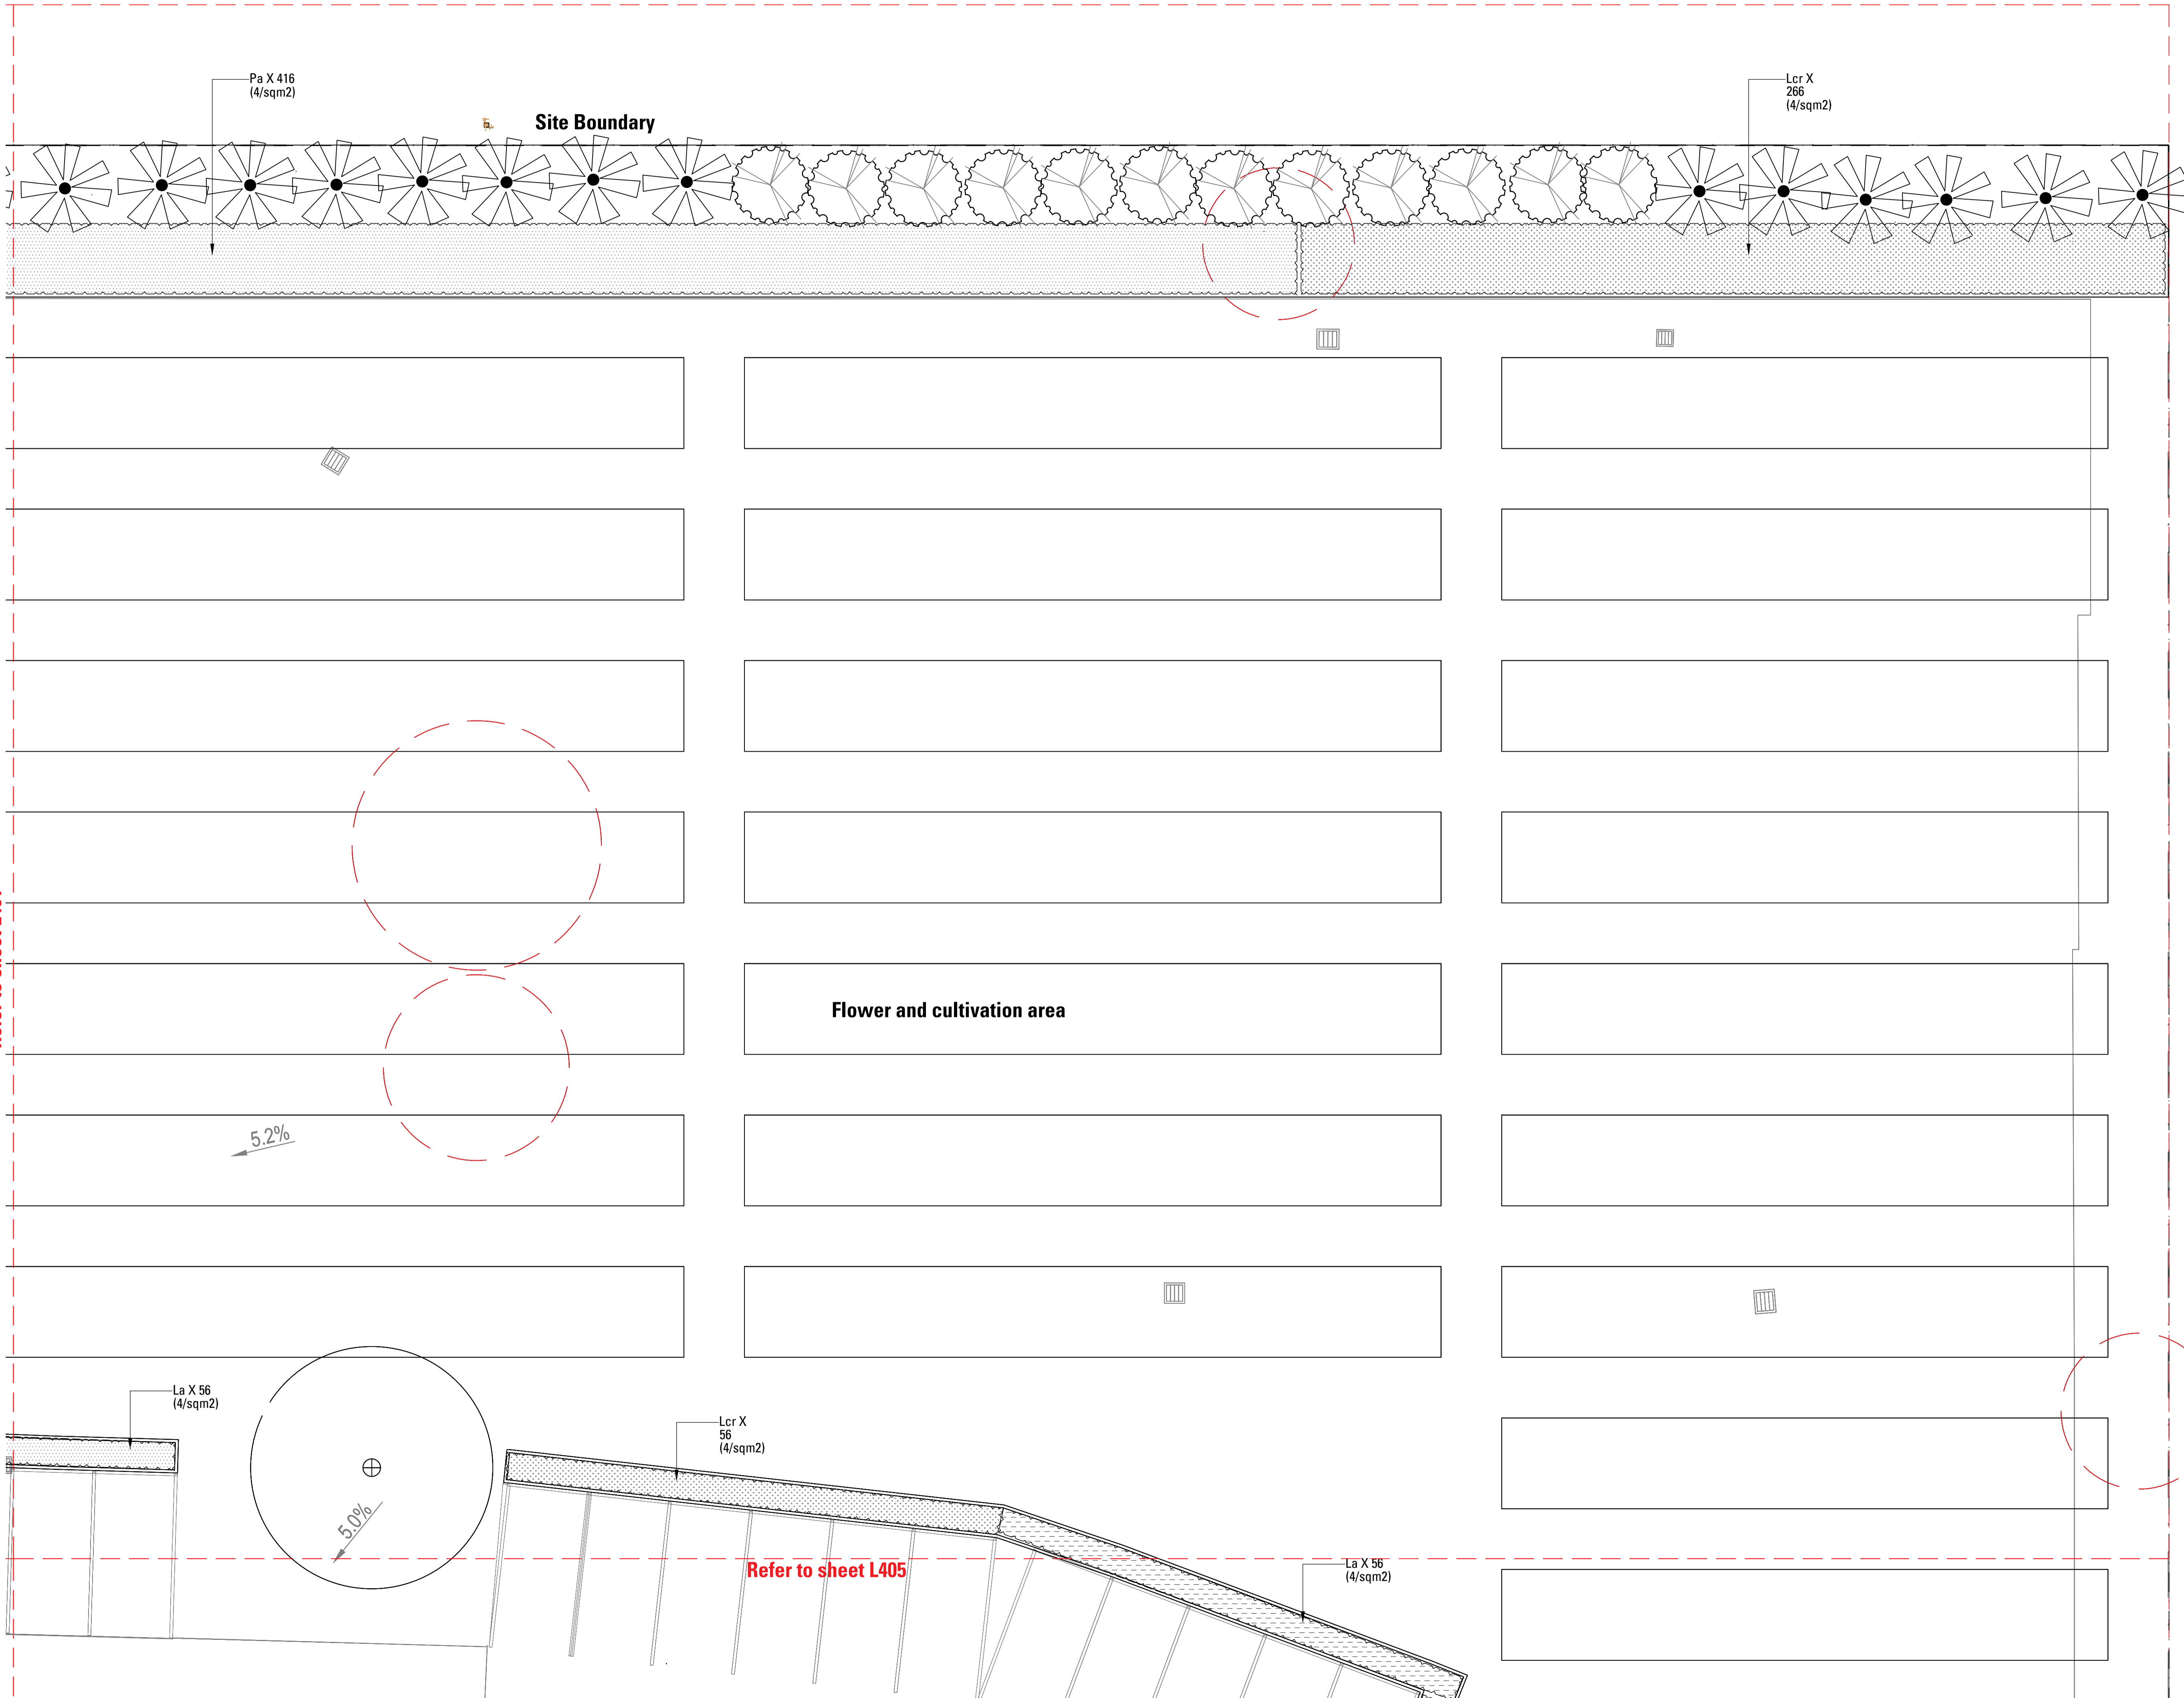 Pa X 416
(4/sqm2)
Lcr X
266
(4/sqm2)
Site Boundary
Flower and cultivation area
5.2%
La X 56
(4/sqm2)
Lcr X
56
(4/sqm2)
5.0%
Refer to sheet L405
La X 56
(4/sqm2)